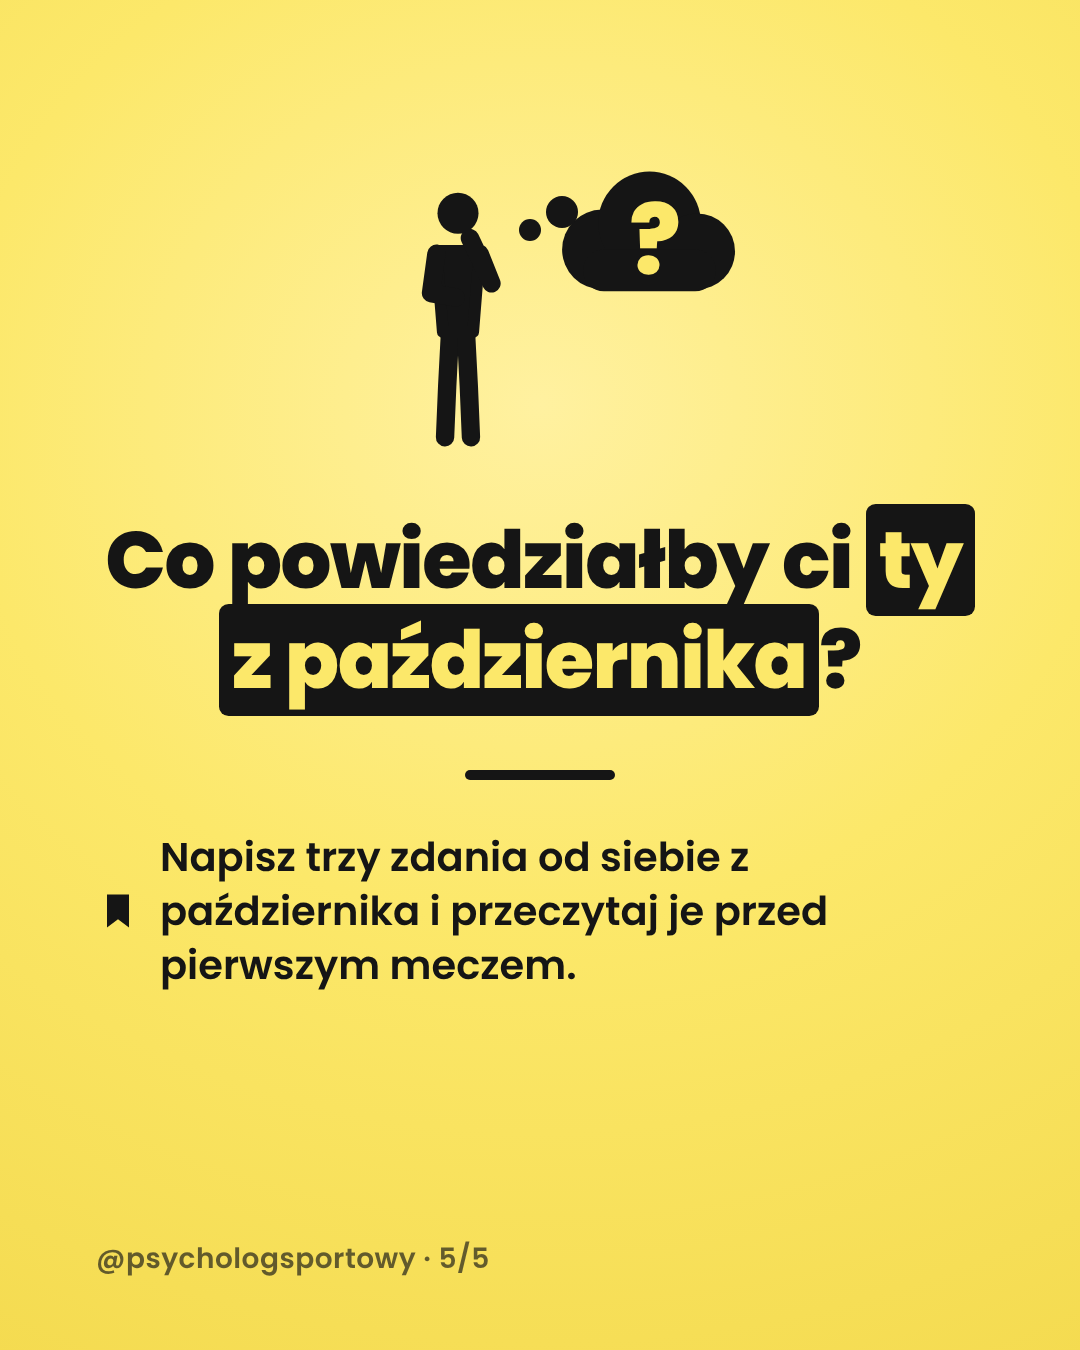 ?
Co powiedziałby ci ty
z października?
Napisz trzy zdania od siebie z
października i przeczytaj je przed
pierwszym meczem.
@psychologsportowy · 5/5